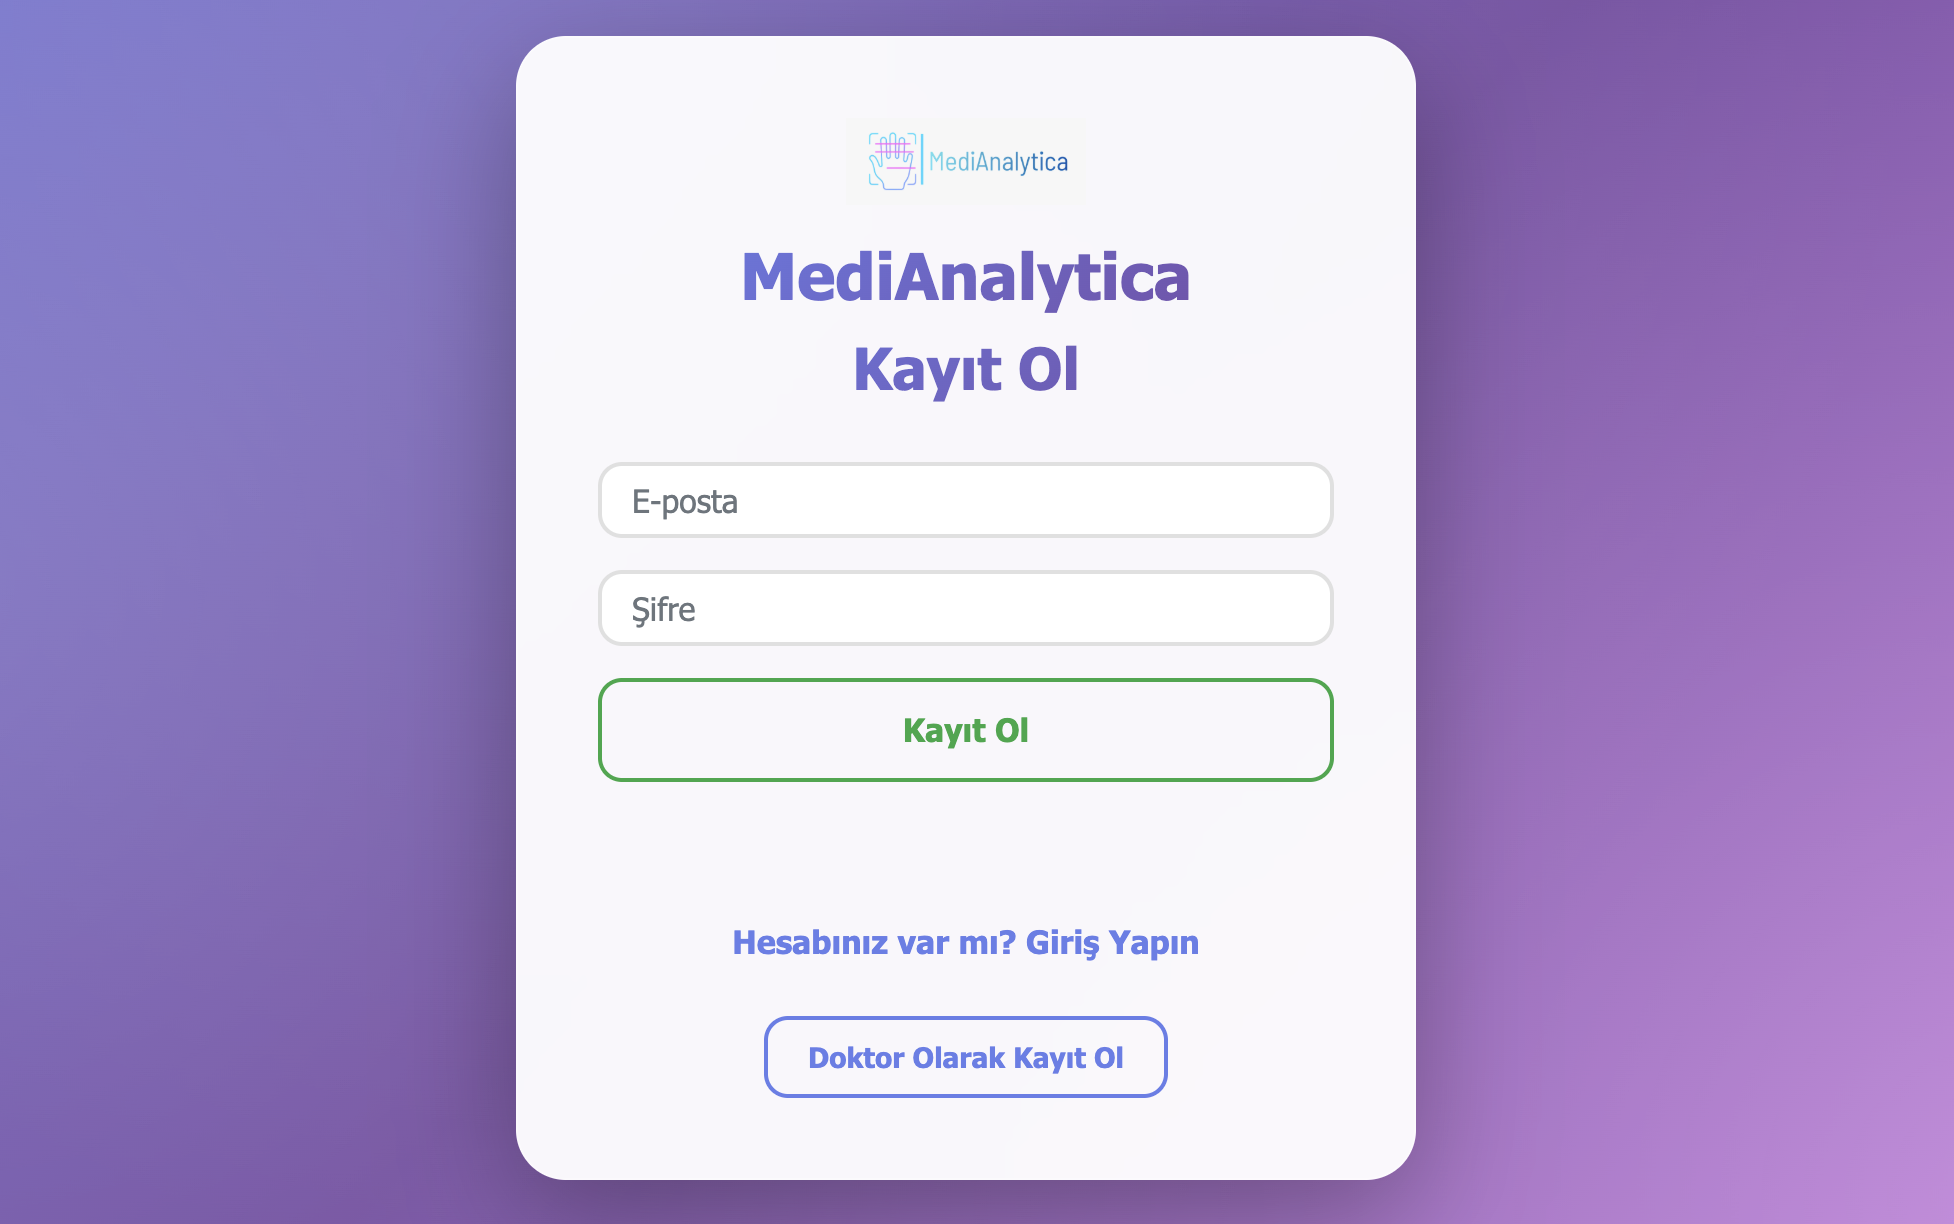 MediAnalytica
MediAnalytica
Kayıt Ol
E-posta
Şifre
Kayıt Ol
Hesabınız var mı? Giriş Yapın
Doktor Olarak Kayıt Ol